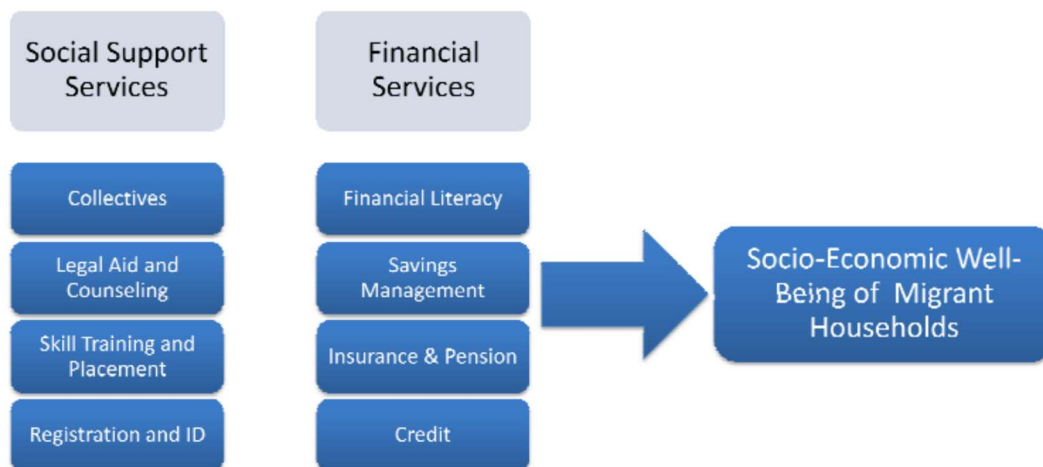 Social Support
Services
Financial
Services
Collectives
Legal Aid and
Counseling
Skill Training and
Placement
Registration and ID
Financial Literacy
Savings
Management
Insurance & Pension
Credit
Socio-Economic Well-
Being of Migrant
Households